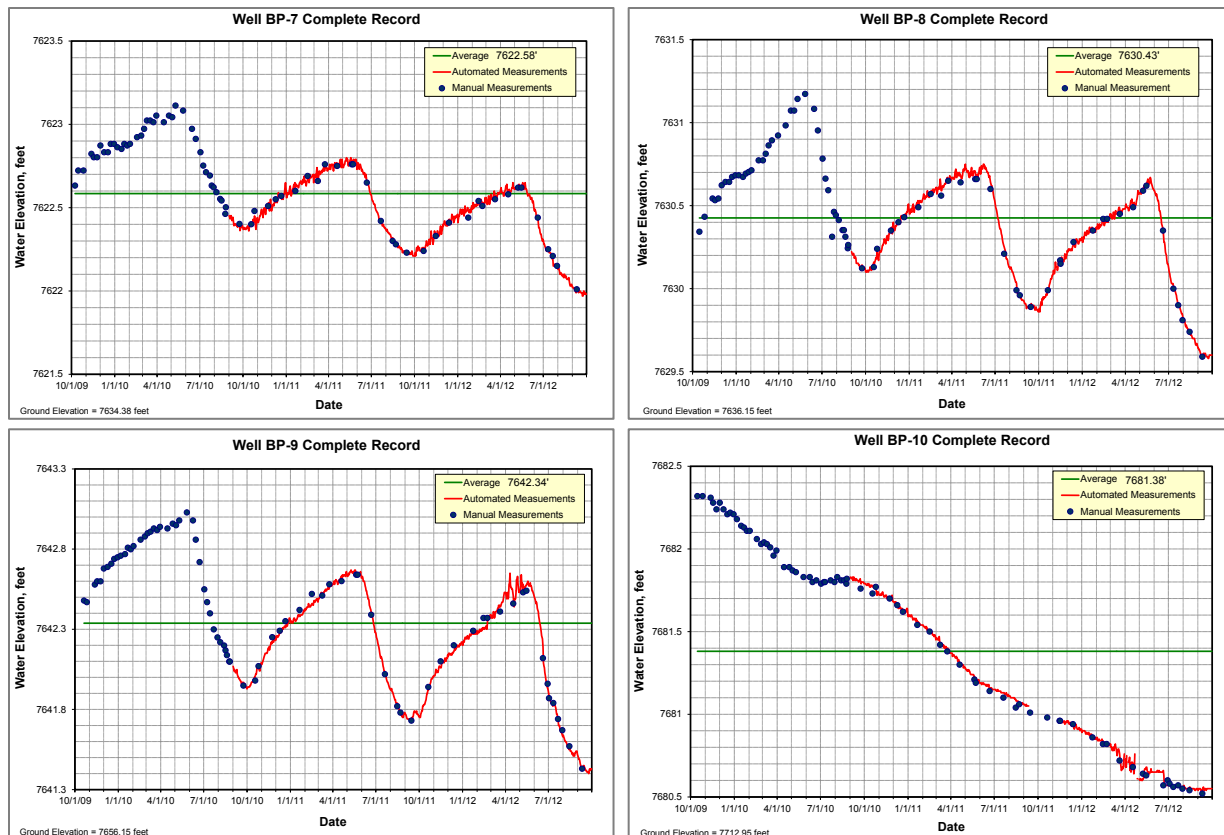 Well BP-7 Complete Record
7623.5
7623
7622.5
7622
7621.5
Water Elevation, feet
Average 7622.58'
Automated Measurements
Manual Measurements
10/1/09 1/1/10 4/1/10 7/1/10 10/1/10 1/1/11 4/1/11 7/1/11 10/1/11 1/1/12 4/1/12 7/1/12
Date
Ground Elevation = 7634.38 feet
Well BP-8 Complete Record
7631.5
7631
7630.5
7630
7629.5
Water Elevation, feet
Average 7630.43'
Automated Measurements
Manual Measurements
10/1/09 1/1/10 4/1/10 7/1/10 10/1/10 1/1/11 4/1/11 7/1/11 10/1/11 1/1/12 4/1/12 7/1/12
Date
Ground Elevation = 7636.15 feet
Well BP-9 Complete Record
7643.3
7642.8
7642.3
7641.8
7641.3
Water Elevation, feet
Average 7642.34'
Automated Measuements
Manual Measurements
10/1/09 1/1/10 4/1/10 7/1/10 10/1/10 1/1/11 4/1/11 7/1/11 10/1/11 1/1/12 4/1/12 7/1/12
Date
Ground Elevation = 7656.15 feet
Well BP-10 Complete Record
7682.5
7682
7681.5
7681
7680.5
Water Elevation, feet
Average 7681.38'
Automated Measurements
Manual Measurements
10/1/09 1/1/10 4/1/10 7/1/10 10/1/10 1/1/11 4/1/11 7/1/11 10/1/11 1/1/12 4/1/12 7/1/12
Date
Ground Elevation = 7712.95 feet